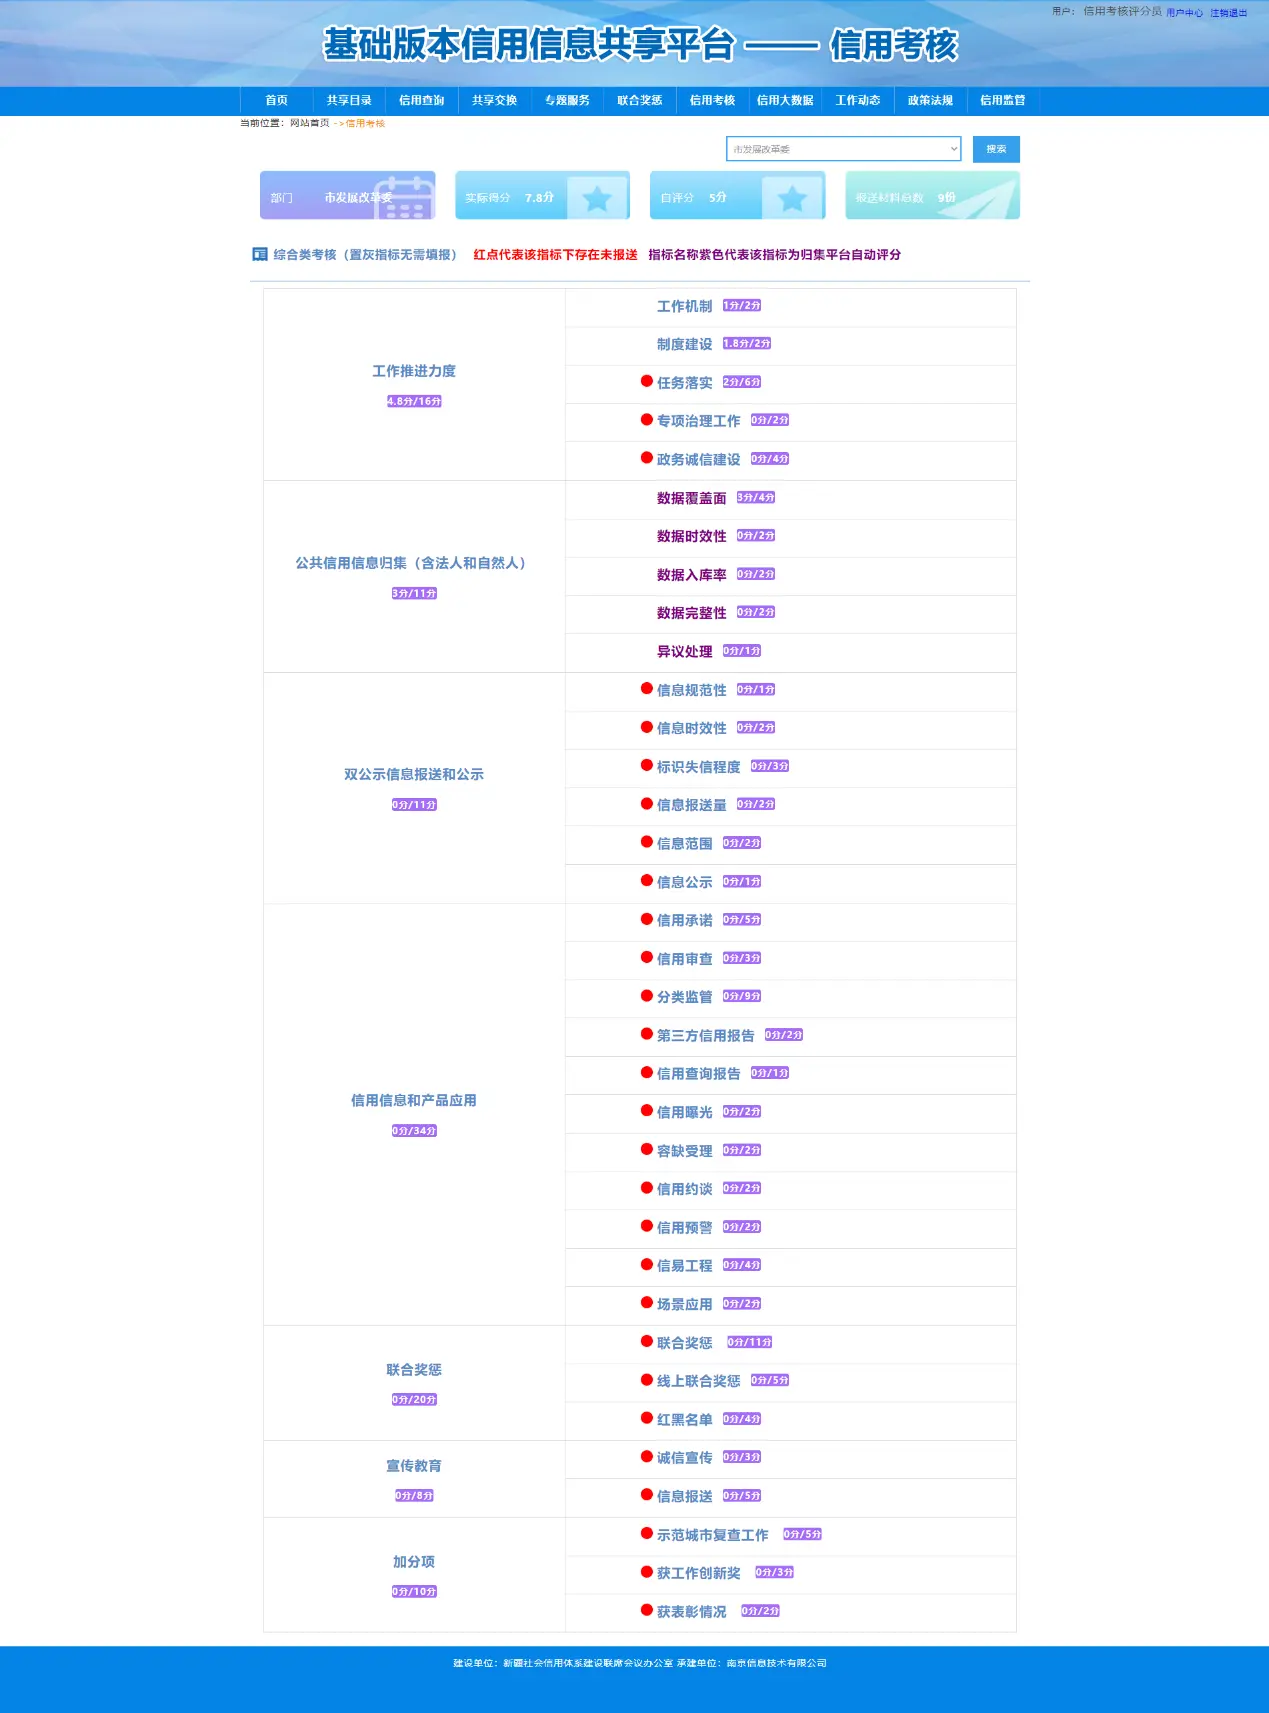 用户： 信用考核评分员 用户中心 注销退出
基础版本信用信息共享平台 —— 信用考核
首页 共享目录 信用查询 共享交换 专题服务 联合奖惩 信用考核 信用大数据 工作动态 政策法规 信用监管
当前位置：网站首页 ->信用考核
市发展改革委 搜索
部门 市发展改革委 实际得分 7.8分 自评分 5分 报送材料总数 9份
综合类考核（置灰指标无需填报） 红点代表该指标下存在未报送 指标名称紫色代表该指标为归集平台自动评分
工作推进力度
4.8分/16分
工作机制 1分/2分
制度建设 1.8分/2分
任务落实 2分/6分
专项治理工作 0分/2分
政务诚信建设 0分/4分
公共信用信息归集（含法人和自然人）
3分/11分
数据覆盖面 3分/4分
数据时效性 0分/2分
数据入库率 0分/2分
数据完整性 0分/2分
异议处理 0分/1分
双公示信息报送和公示
0分/11分
信息规范性 0分/1分
信息时效性 0分/2分
标识失信程度 0分/3分
信息报送量 0分/2分
信息范围 0分/2分
信息公示 0分/1分
信用信息和产品应用
0分/34分
信用承诺 0分/5分
信用审查 0分/3分
分类监管 0分/9分
第三方信用报告 0分/2分
信用查询报告 0分/1分
信用曝光 0分/2分
容缺受理 0分/2分
信用约谈 0分/2分
信用预警 0分/2分
信易工程 0分/4分
场景应用 0分/2分
联合奖惩
0分/20分
联合奖惩 0分/11分
线上联合奖惩 0分/5分
红黑名单 0分/4分
宣传教育
0分/8分
诚信宣传 0分/3分
信息报送 0分/5分
加分项
0分/10分
示范城市复查工作 0分/5分
获工作创新奖 0分/3分
获表彰情况 0分/2分
建设单位：新疆社会信用体系建设联席会议办公室 承建单位：南京信息技术有限公司